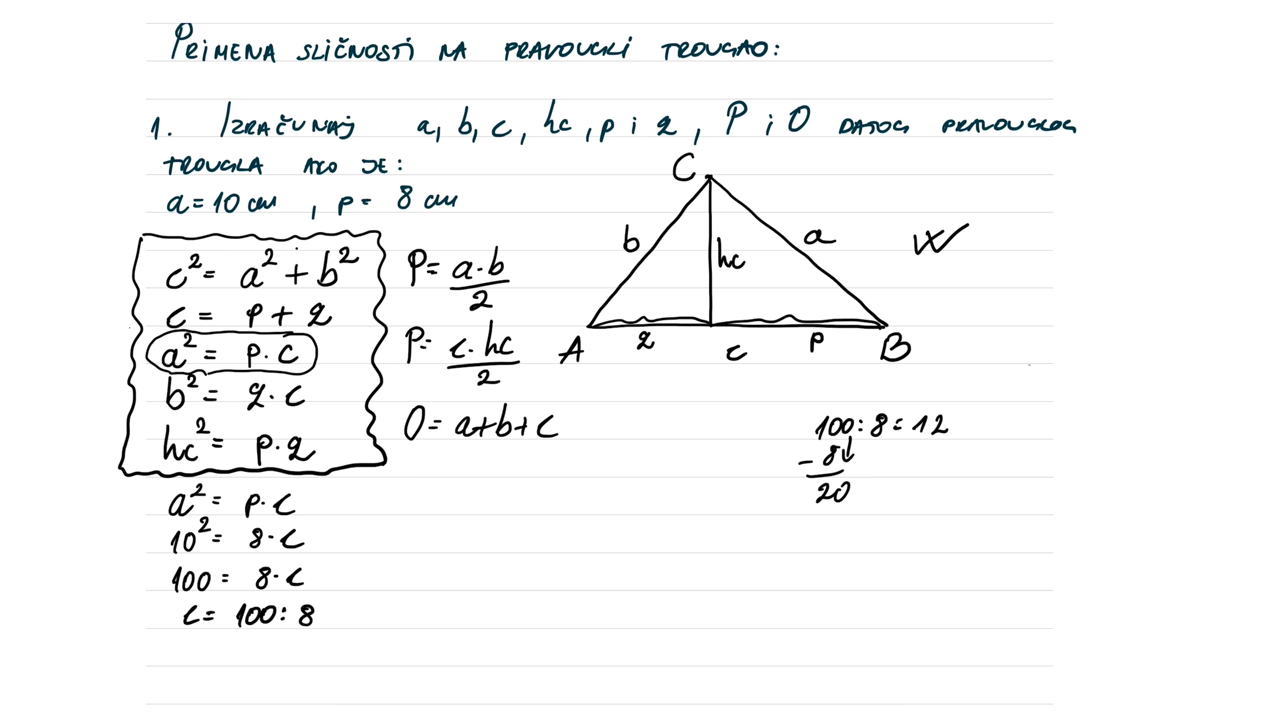 PRIMENA SLIČNOSTI NA PRAVOUGLI TROUGAO:
1. IZRAČUNAJ a, b, c, hc, p i q, P i O DATOG PRAVOUGLOG
TROUGLA AKO JE:
a = 10 cm , p = 8 cm
c² = a² + b²
c = p + q
a² = p · c
b² = q · c
hc² = p · q
P = a · b / 2
P = c · hc / 2
O = a + b + c
C
b
a
hc
A
q
c
p
B
a² = p · c
10² = 8 · c
100 = 8 · c
c = 100 : 8
100 : 8 = 12
- 8↓
20